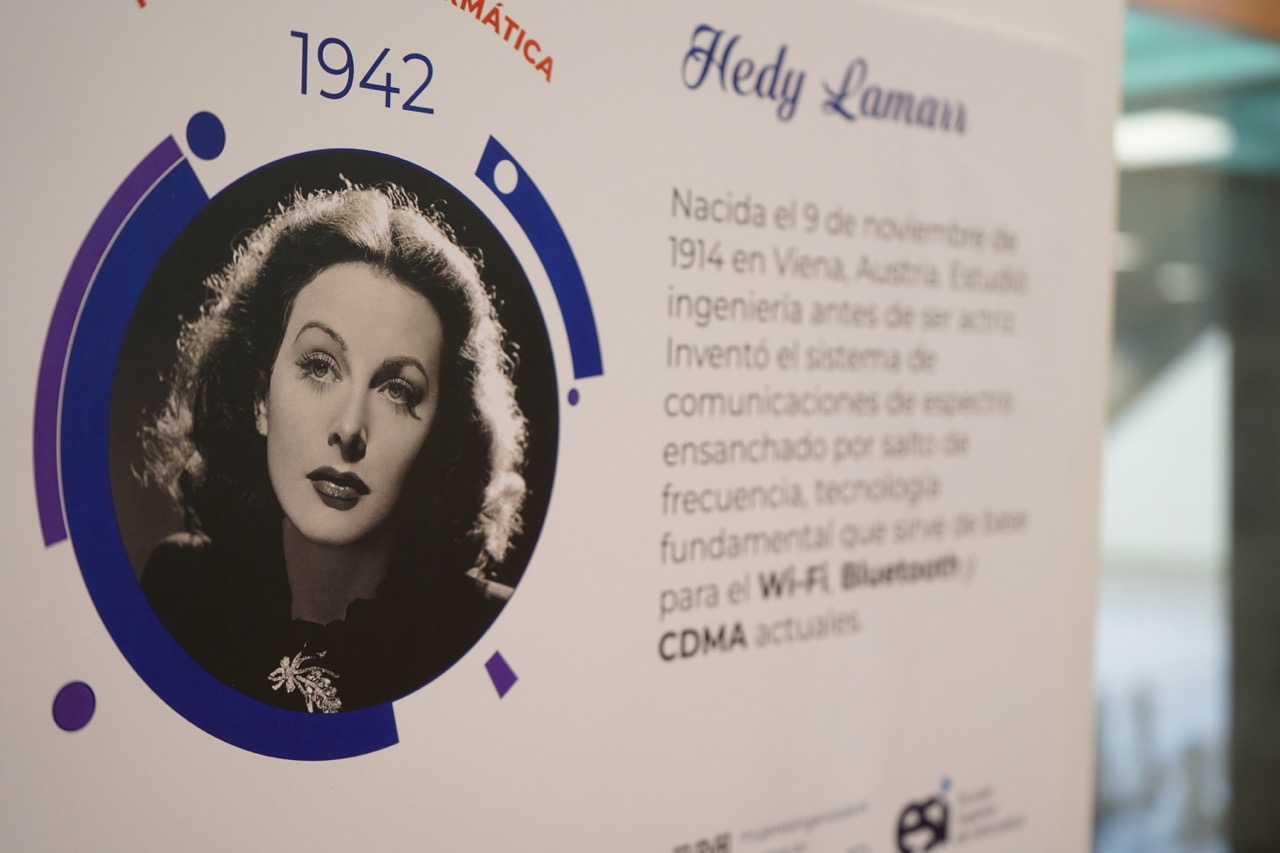 RMÁTICA
1942
Hedy Lamarr
Nacida el 9 de noviembre de
1914 en Viena, Austria. Estudió
ingeniería antes de ser actriz.
Inventó el sistema de
comunicaciones de espectro
ensanchado por salto de
frecuencia, tecnología
fundamental que sirve de base
para el Wi-Fi, Bluetooth y
CDMA actuales.
esi